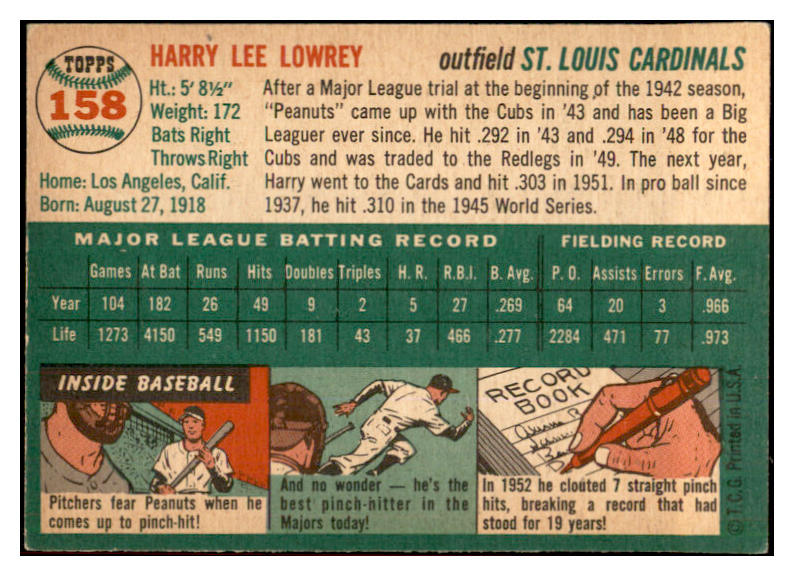 TOPPS
158
HARRY LEE LOWREY
outfield ST. LOUIS CARDINALS
Ht.: 5' 8½"
Weight: 172
Bats Right
Throws Right
Home: Los Angeles, Calif.
Born: August 27, 1918
After a Major League trial at the beginning of the 1942 season,
"Peanuts" came up with the Cubs in '43 and has been a Big
Leaguer ever since. He hit .292 in '43 and .294 in '48 for the
Cubs and was traded to the Redlegs in '49. The next year,
Harry went to the Cards and hit .303 in 1951. In pro ball since
1937, he hit .310 in the 1945 World Series.
MAJOR LEAGUE BATTING RECORD
FIELDING RECORD
Games At Bat Runs Hits Doubles Triples H. R. R.B.I. B. Avg. P. O. Assists Errors F. Avg.
Year 104 182 26 49 9 2 5 27 .269 64 20 3 .966
Life 1273 4150 549 1150 181 43 37 466 .277 2284 471 77 .973
INSIDE BASEBALL
Pitchers fear Peanuts when he
comes up to pinch-hit!
And no wonder — he's the
best pinch-hitter in the
Majors today!
RECORD
BOOK
In 1952 he clouted 7 straight pinch
hits, breaking a record that had
stood for 19 years!
© T.C.G. Printed in U.S.A.